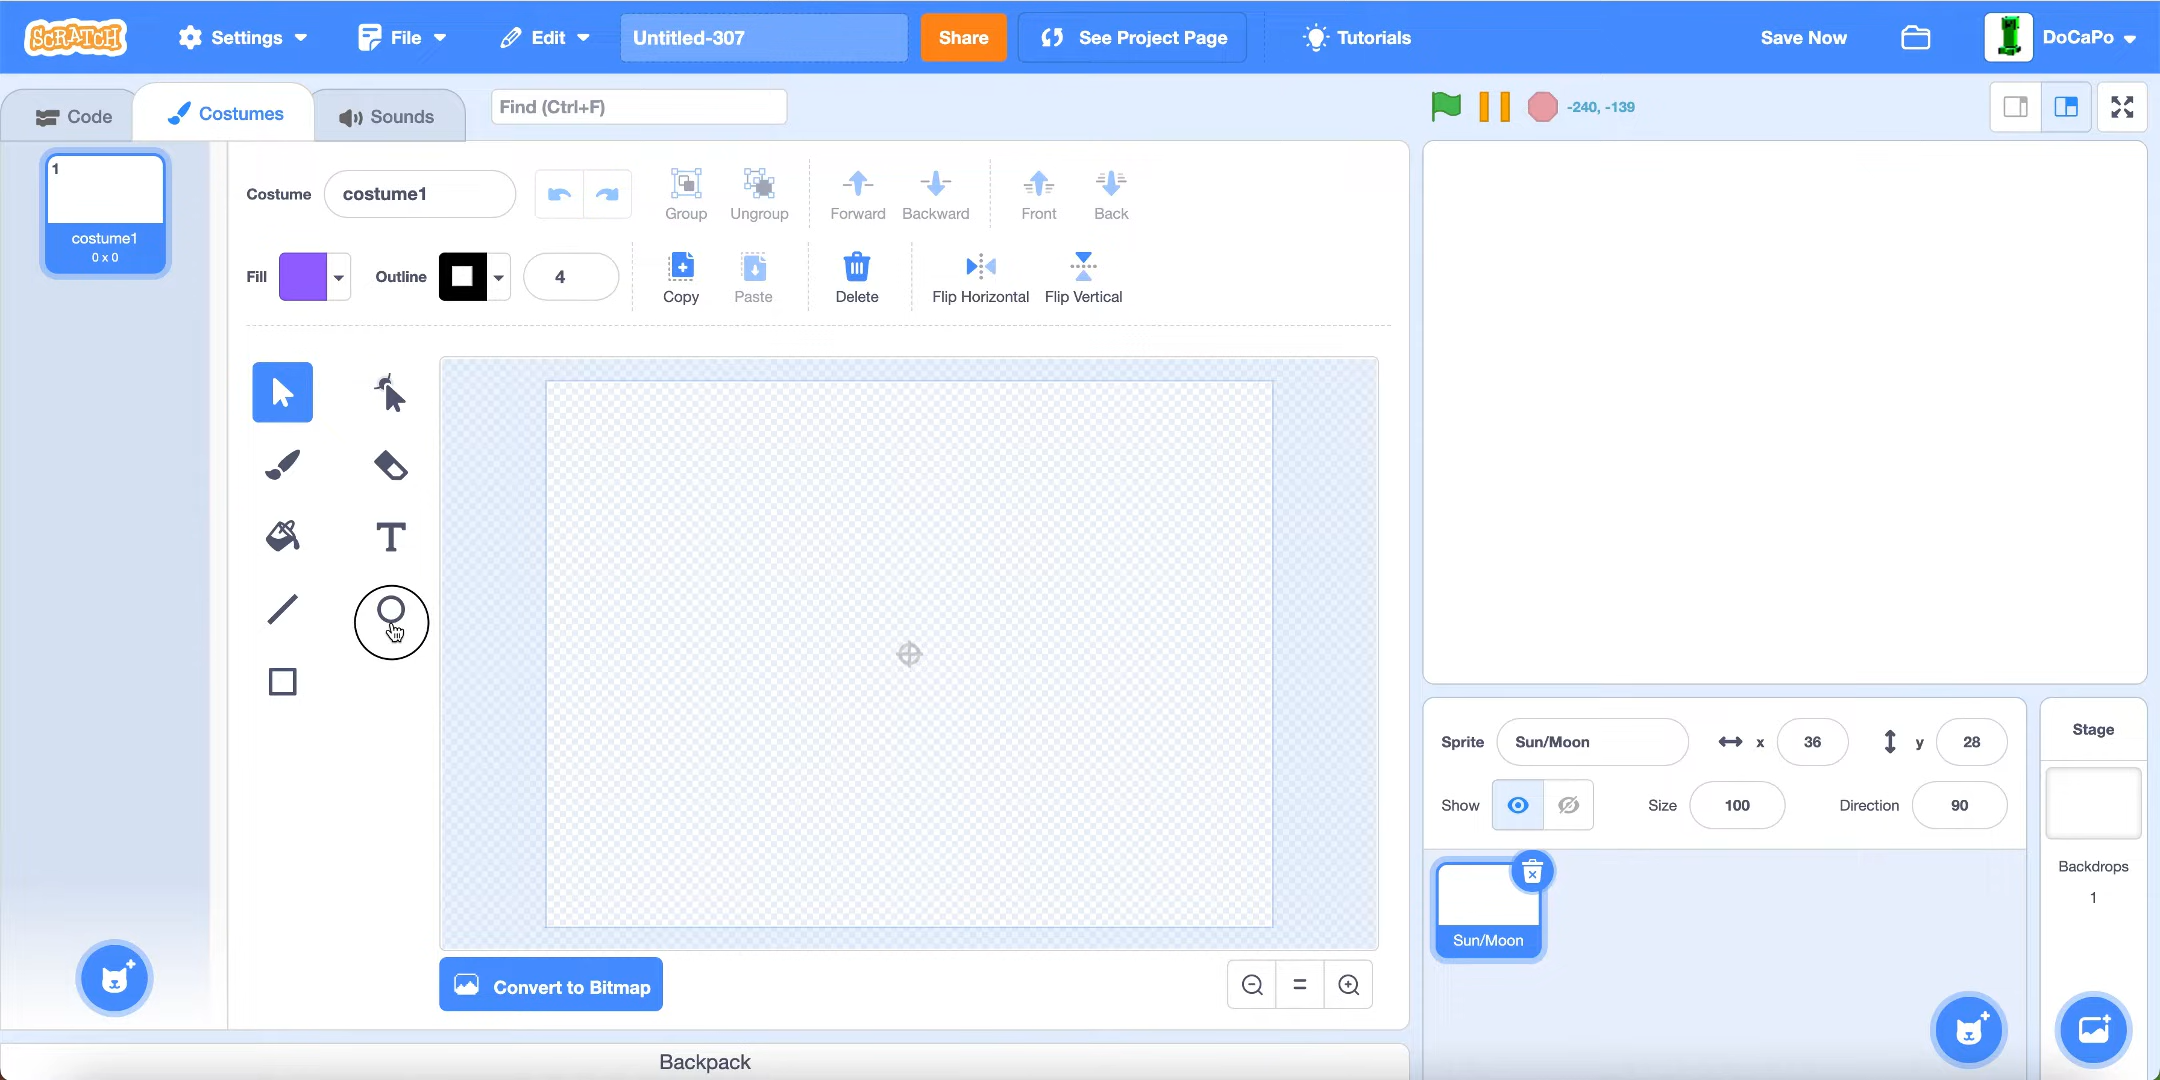 SCRATCH Settings File Edit Untitled-307 Share See Project Page Tutorials Save Now DoCaPo
Code Costumes Sounds Find (Ctrl+F) -240, -139
1
costume1
0 x 0
Costume costume1 Group Ungroup Forward Backward Front Back
Fill Outline 4 Copy Paste Delete Flip Horizontal Flip Vertical
T
Convert to Bitmap
Backpack
Sprite Sun/Moon x 36 y 28
Show Size 100 Direction 90
Sun/Moon
Stage
Backdrops
1